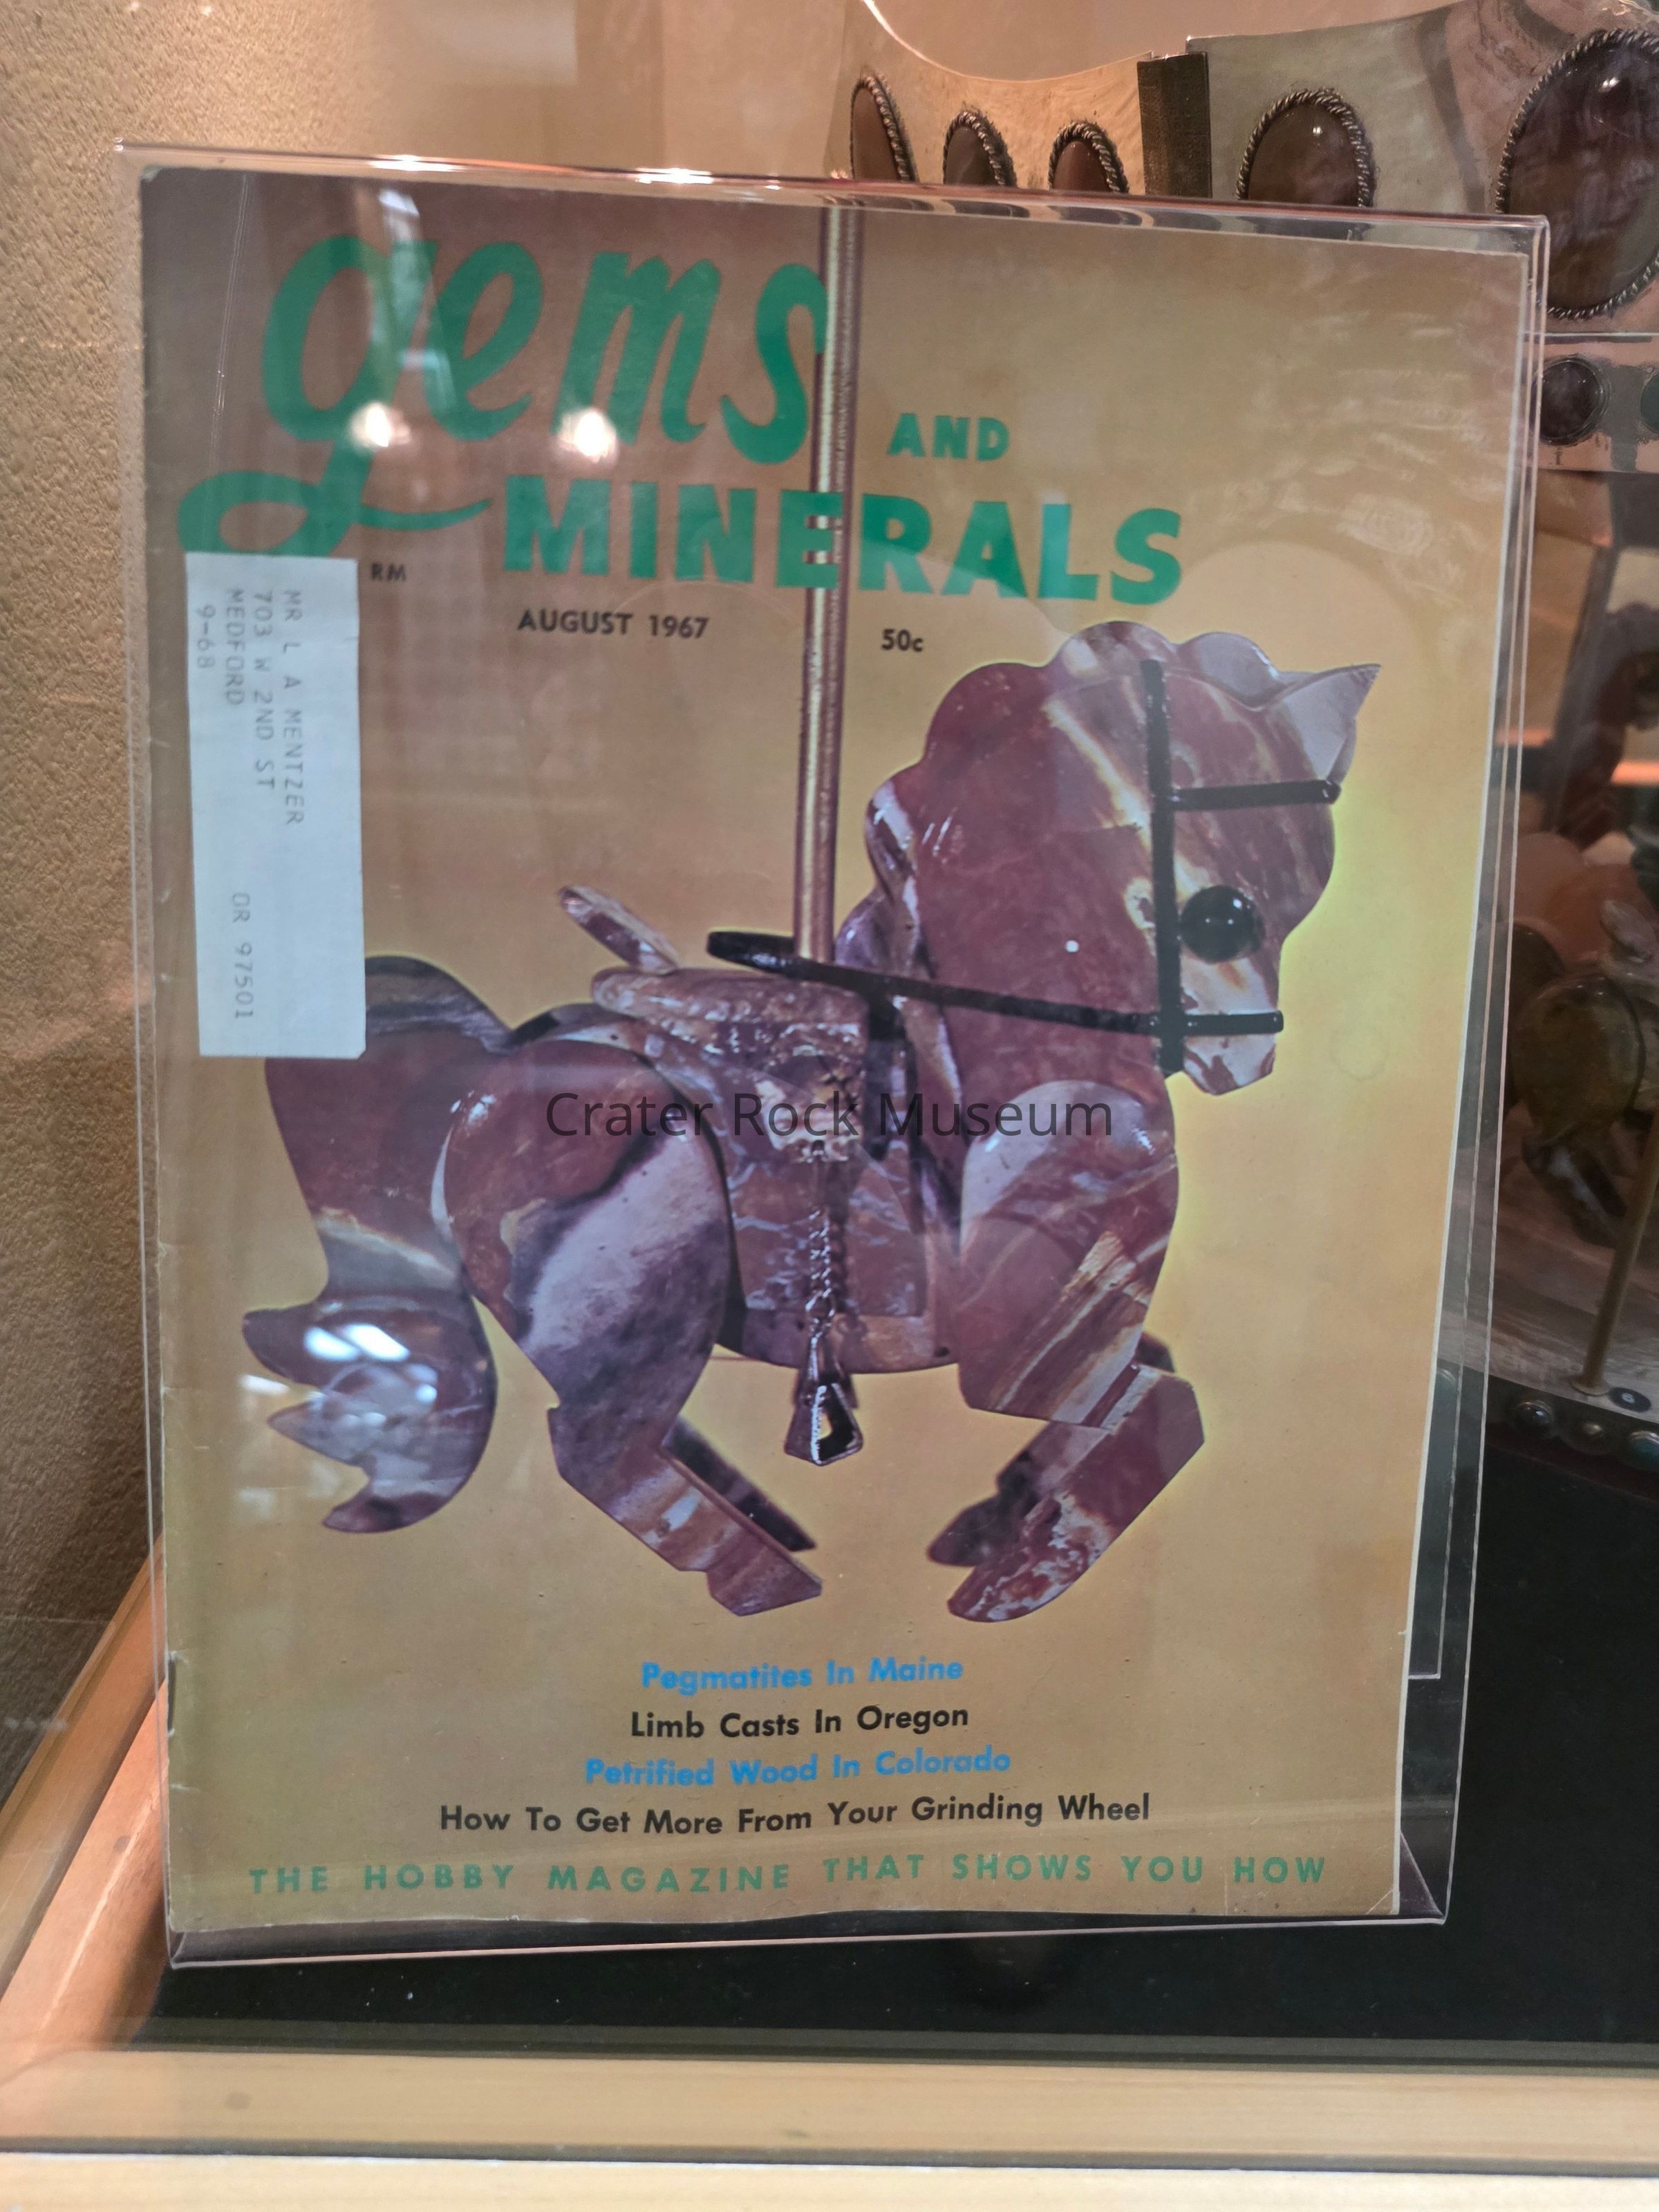 gems AND
MINERALS
RM
AUGUST 1967 50c
MR L A MENTZER
703 W 2ND ST
MEDFORD OR 97501
9-68
Crater Rock Museum
Pegmatites In Maine
Limb Casts In Oregon
Petrified Wood In Colorado
How To Get More From Your Grinding Wheel
THE HOBBY MAGAZINE THAT SHOWS YOU HOW